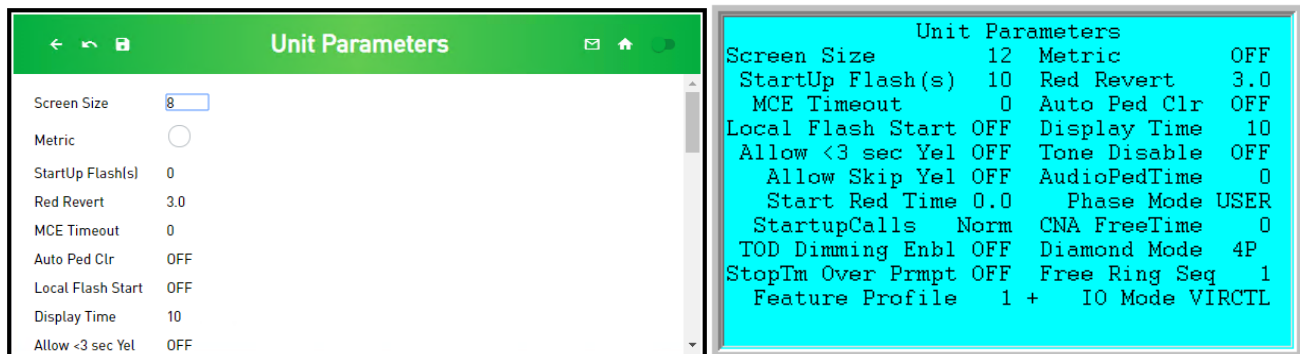 Unit Parameters
Screen Size 8
Metric
StartUp Flash(s) 0
Red Revert 3.0
MCE Timeout 0
Auto Ped Clr OFF
Local Flash Start OFF
Display Time 10
Allow <3 sec Yel OFF
Unit Parameters
Screen Size 12 Metric OFF
StartUp Flash(s) 10 Red Revert 3.0
MCE Timeout 0 Auto Ped Clr OFF
Local Flash Start OFF Display Time 10
Allow <3 sec Yel OFF Tone Disable OFF
Allow Skip Yel OFF AudioPedTime 0
Start Red Time 0.0 Phase Mode USER
StartupCalls Norm CNA FreeTime 0
TOD Dimming Enbl OFF Diamond Mode 4P
StopTm Over Prmpt OFF Free Ring Seq 1
Feature Profile 1 + IO Mode VIRCTL